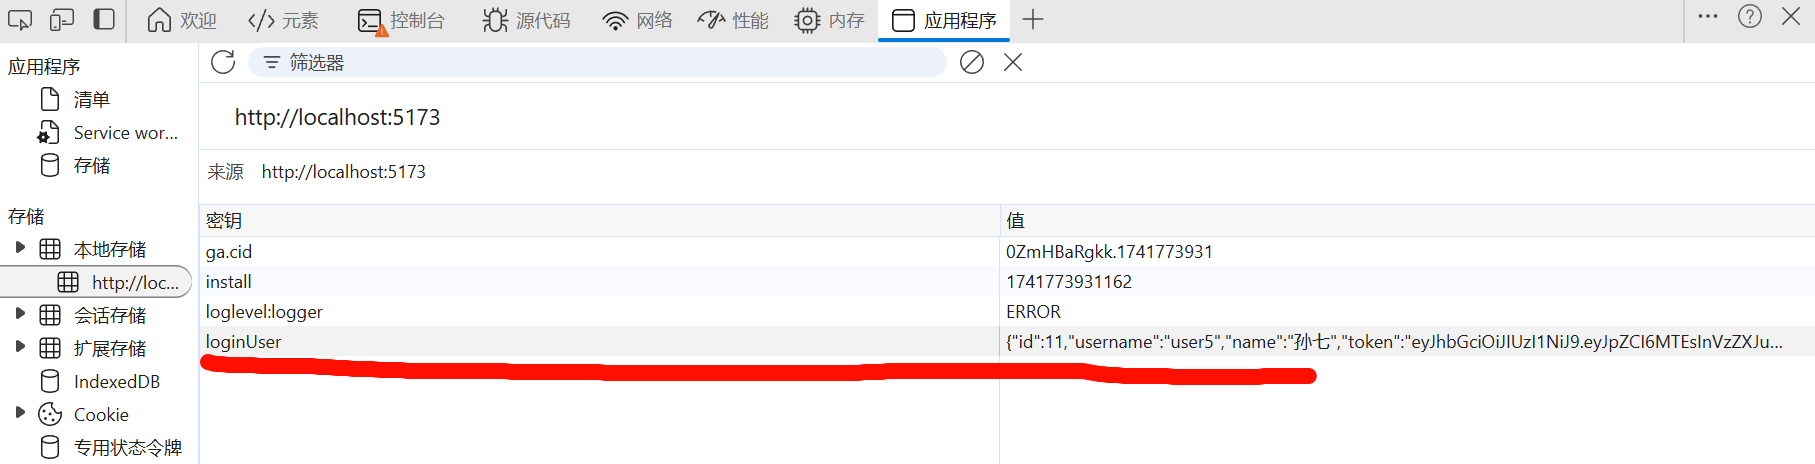 欢迎 元素 控制台 源代码 网络 性能 内存 应用程序
应用程序
清单
Service wor...
存储
存储
本地存储
http://loc...
会话存储
扩展存储
IndexedDB
Cookie
专用状态令牌
筛选器
http://localhost:5173
来源 http://localhost:5173
密钥 值
ga.cid 0ZmHBaRgkk.1741773931
install 1741773931162
loglevel:logger ERROR
loginUser {"id":11,"username":"user5","name":"孙七","token":"eyJhbGciOiJIUzI1NiJ9.eyJpZCI6MTEsInVzZXJu...